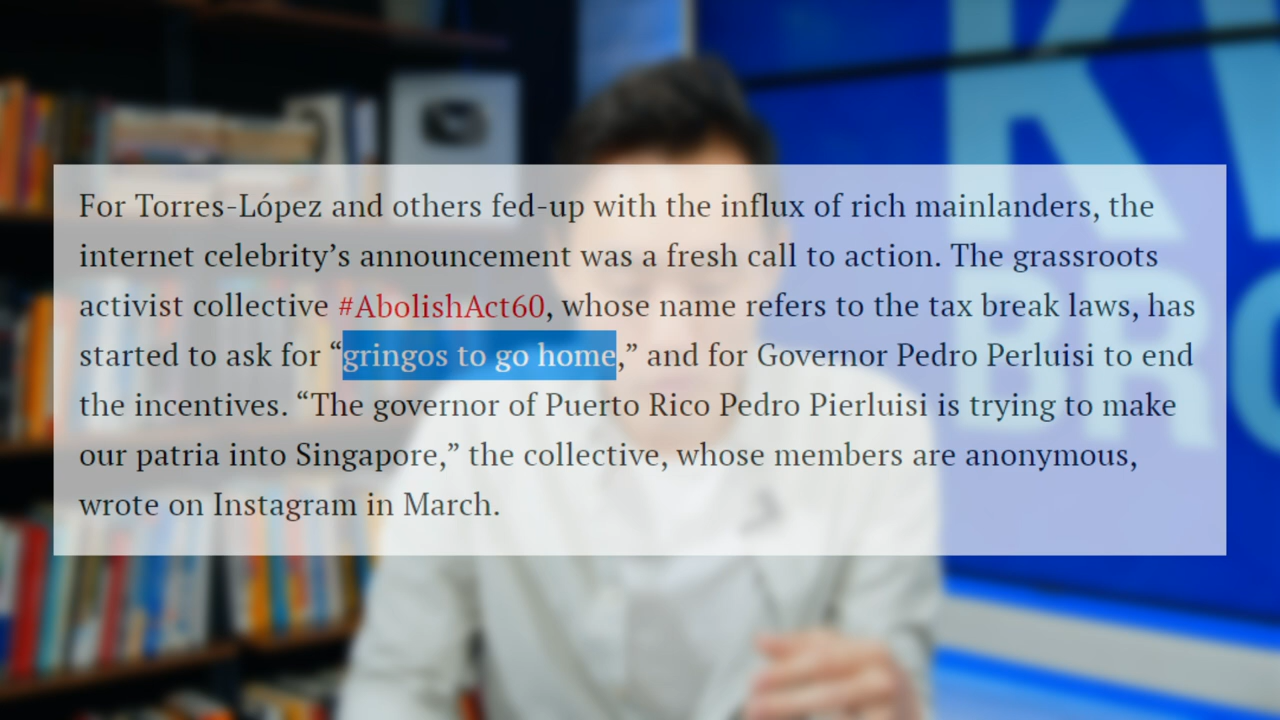 For Torres-López and others fed-up with the influx of rich mainlanders, the
internet celebrity’s announcement was a fresh call to action. The grassroots
activist collective #AbolishAct60, whose name refers to the tax break laws, has
started to ask for “gringos to go home,” and for Governor Pedro Perluisi to end
the incentives. “The governor of Puerto Rico Pedro Pierluisi is trying to make
our patria into Singapore,” the collective, whose members are anonymous,
wrote on Instagram in March.